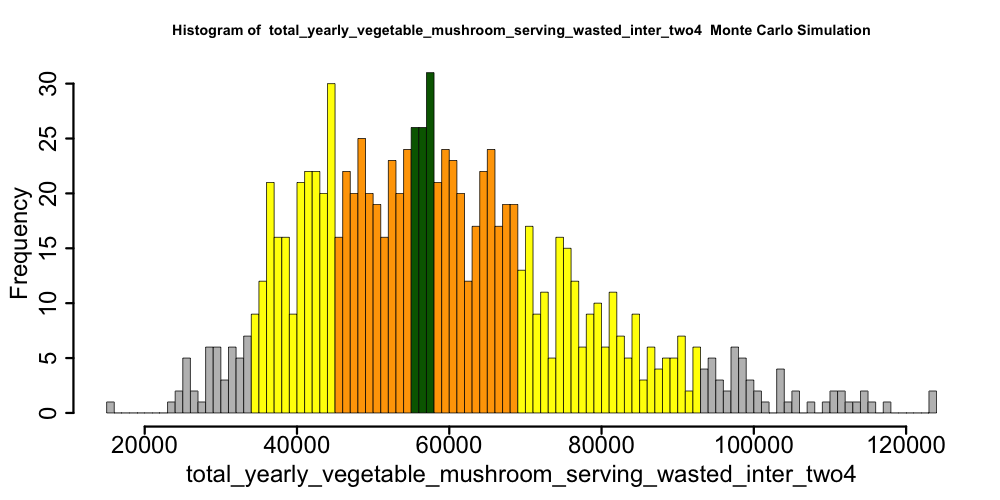 Histogram of total_yearly_vegetable_mushroom_serving_wasted_inter_two4 Monte Carlo Simulation
Frequency
30
25
20
15
10
5
0
20000 40000 60000 80000 100000 120000
total_yearly_vegetable_mushroom_serving_wasted_inter_two4